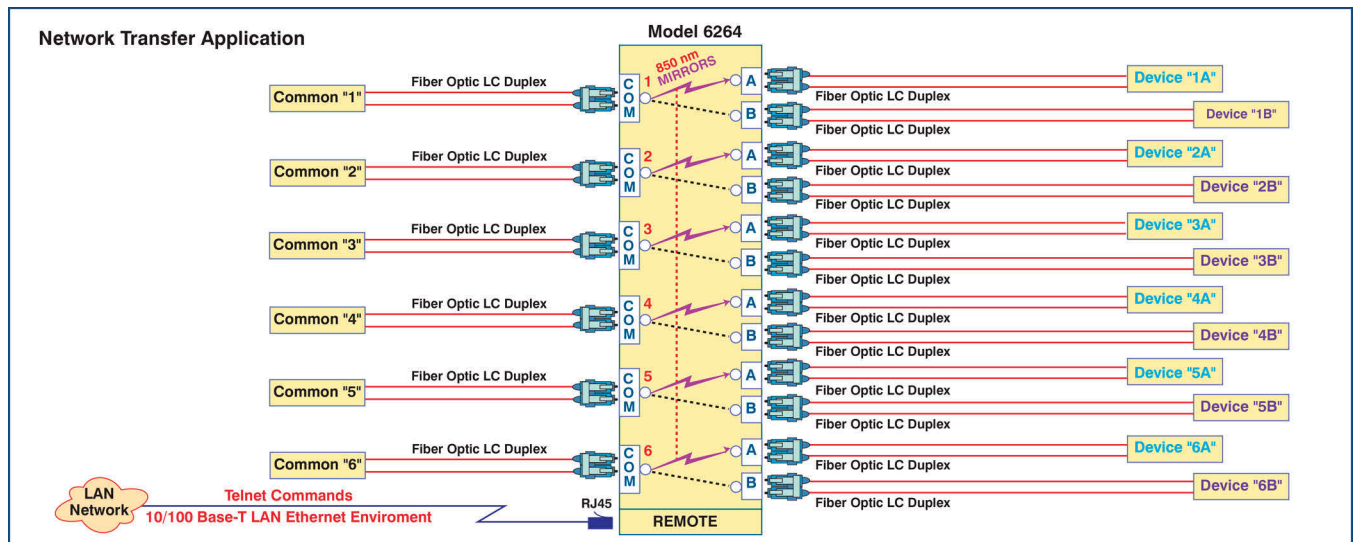 Network Transfer Application
Model 6264
850 nm
MIRRORS
Common "1"
Fiber Optic LC Duplex
COM
1
A
Fiber Optic LC Duplex
Device "1A"
B
Fiber Optic LC Duplex
Device "1B"
Common "2"
Fiber Optic LC Duplex
COM
2
A
Fiber Optic LC Duplex
Device "2A"
B
Fiber Optic LC Duplex
Device "2B"
Common "3"
Fiber Optic LC Duplex
COM
3
A
Fiber Optic LC Duplex
Device "3A"
B
Fiber Optic LC Duplex
Device "3B"
Common "4"
Fiber Optic LC Duplex
COM
4
A
Fiber Optic LC Duplex
Device "4A"
B
Fiber Optic LC Duplex
Device "4B"
Common "5"
Fiber Optic LC Duplex
COM
5
A
Fiber Optic LC Duplex
Device "5A"
B
Fiber Optic LC Duplex
Device "5B"
Common "6"
Fiber Optic LC Duplex
COM
6
A
Fiber Optic LC Duplex
Device "6A"
B
Fiber Optic LC Duplex
Device "6B"
LAN
Network
Telnet Commands
10/100 Base-T LAN Ethernet Enviroment
RJ45
REMOTE